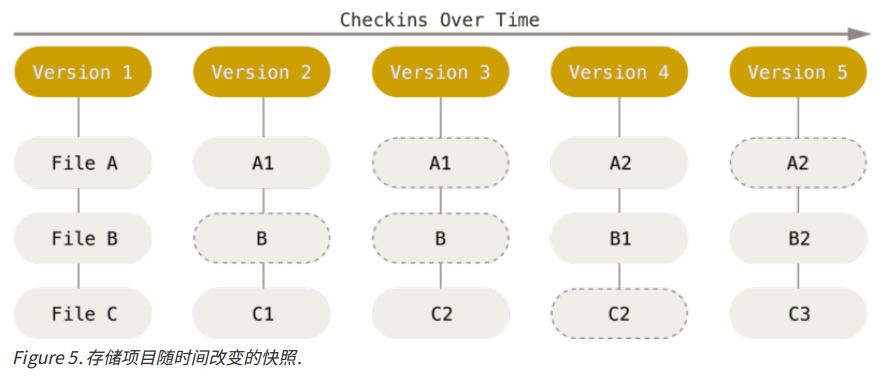 Checkins Over Time
Version 1 Version 2 Version 3 Version 4 Version 5
File A A1 A1 A2 A2
File B B B B1 B2
File C C1 C2 C2 C3
Figure 5. 存储项目随时间改变的快照.